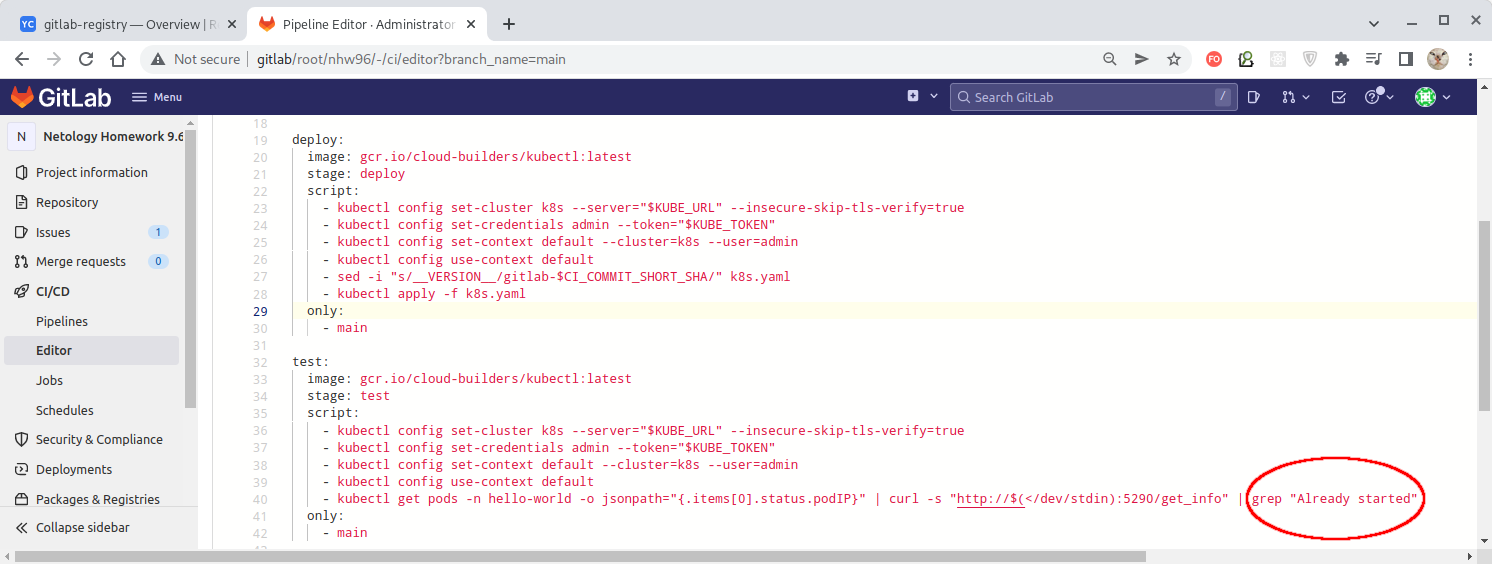 gitlab-registry — Overview | R
Pipeline Editor · Administrator
Not secure
gitlab/root/nhw96/-/ci/editor?branch_name=main
FO
GitLab
Menu
Search GitLab
/
N
Netology Homework 9.6
Project information
Repository
Issues 1
Merge requests 0
CI/CD
Pipelines
Editor
Jobs
Schedules
Security & Compliance
Deployments
Packages & Registries
Collapse sidebar
18
19 deploy:
20 image: gcr.io/cloud-builders/kubectl:latest
21 stage: deploy
22 script:
23 - kubectl config set-cluster k8s --server="$KUBE_URL" --insecure-skip-tls-verify=true
24 - kubectl config set-credentials admin --token="$KUBE_TOKEN"
25 - kubectl config set-context default --cluster=k8s --user=admin
26 - kubectl config use-context default
27 - sed -i "s/__VERSION__/gitlab-$CI_COMMIT_SHORT_SHA/" k8s.yaml
28 - kubectl apply -f k8s.yaml
29 only:
30 - main
31
32 test:
33 image: gcr.io/cloud-builders/kubectl:latest
34 stage: test
35 script:
36 - kubectl config set-cluster k8s --server="$KUBE_URL" --insecure-skip-tls-verify=true
37 - kubectl config set-credentials admin --token="$KUBE_TOKEN"
38 - kubectl config set-context default --cluster=k8s --user=admin
39 - kubectl config use-context default
40 - kubectl get pods -n hello-world -o jsonpath="{.items[0].status.podIP}" | curl -s "http://$(</dev/stdin):5290/get_info" | grep "Already started"
41 only:
42 - main